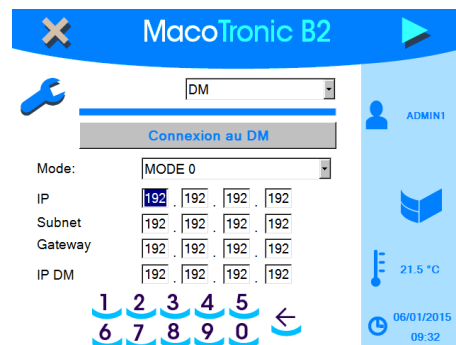 MacoTronic B2
DM
Connexion au DM
ADMIN1
Mode: MODE 0
IP 192 . 192 . 192 . 192
Subnet 192 . 192 . 192 . 192
Gateway 192 . 192 . 192 . 192
IP DM 192 . 192 . 192 . 192
21.5 °C
1 2 3 4 5
6 7 8 9 0
06/01/2015
09:32